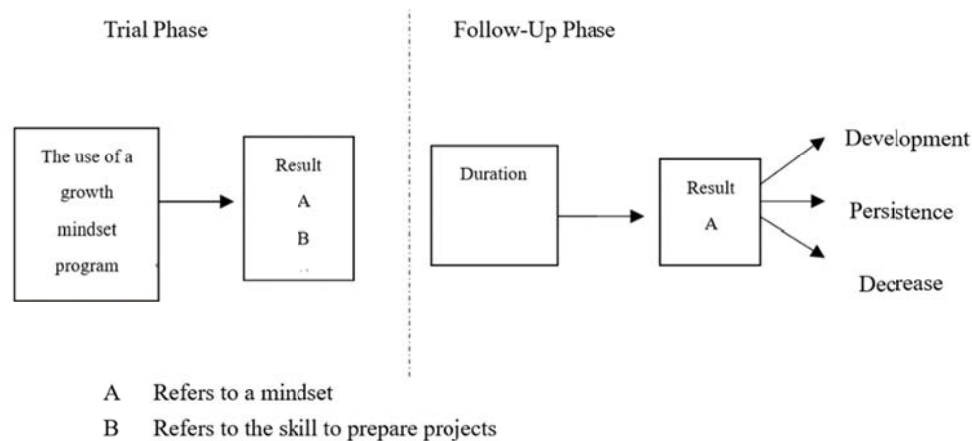 Trial Phase
Follow-Up Phase
The use of a
growth
mindset
program
Result
A
B
Duration
Result
A
Development
Persistence
Decrease
A Refers to a mindset
B Refers to the skill to prepare projects